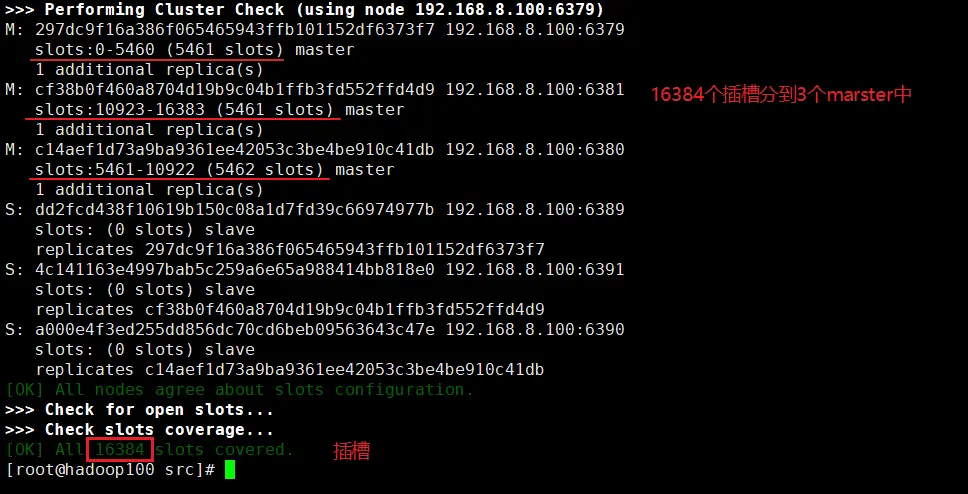 >>> Performing Cluster Check (using node 192.168.8.100:6379)
M: 297dc9f16a386f065465943ffb101152df6373f7 192.168.8.100:6379
slots:0-5460 (5461 slots) master
1 additional replica(s)
M: cf38b0f460a8704d19b9c04b1ffb3fd552ffd4d9 192.168.8.100:6381
16384个插槽分到3个marster中
slots:10923-16383 (5461 slots) master
1 additional replica(s)
M: c14aef1d73a9ba9361ee42053c3be4be910c41db 192.168.8.100:6380
slots:5461-10922 (5462 slots) master
1 additional replica(s)
S: dd2fcd438f10619b150c08a1d7fd39c66974977b 192.168.8.100:6389
slots: (0 slots) slave
replicates 297dc9f16a386f065465943ffb101152df6373f7
S: 4c141163e4997bab5c259a6e65a988414bb818e0 192.168.8.100:6391
slots: (0 slots) slave
replicates cf38b0f460a8704d19b9c04b1ffb3fd552ffd4d9
S: a000e4f3ed255dd856dc70cd6beb09563643c47e 192.168.8.100:6390
slots: (0 slots) slave
replicates c14aef1d73a9ba9361ee42053c3be4be910c41db
[OK] All nodes agree about slots configuration.
>>> Check for open slots...
>>> Check slots coverage...
[OK] All 16384 slots covered.
插槽
[root@hadoop100 src]#